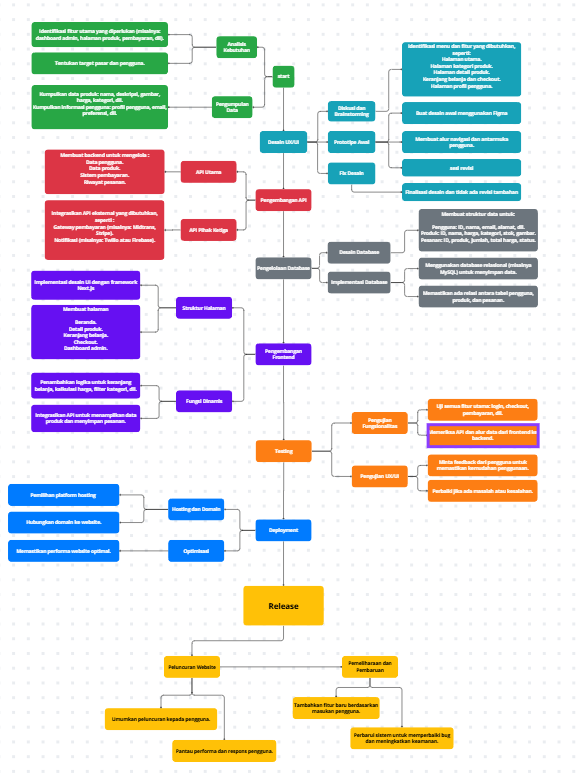 Identifikasi fitur utama yang diperlukan (misalnya:
dashboard admin, halaman produk, pembayaran, dll).
Tentukan target pasar dan pengguna.
Analisis
Kebutuhan
start
Kumpulkan data produk: nama, deskripsi, gambar,
harga, kategori, dll.
Kumpulkan informasi pengguna: profil pengguna, email,
preferensi, dll.
Pengumpulan
Data
Identifikasi menu dan fitur yang dibutuhkan,
seperti:
Halaman utama.
Halaman kategori produk.
Halaman detail produk.
Keranjang belanja dan checkout.
Halaman profil pengguna.
Diskusi dan
Brainstorming
Buat desain awal menggunakan Figma
Desain UX/UI
Prototipe Awal
Membuat alur navigasi dan antarmuka
pengguna.
Fix Desain
sesi revisi
Finalisasi desain dan tidak ada revisi tambahan
Membuat backend untuk mengelola :
Data pengguna.
Data produk.
Sistem pembayaran.
Riwayat pesanan.
API Utama
Pengembangan API
Integrasikan API eksternal yang dibutuhkan,
seperti :
Gateway pembayaran (misalnya: Midtrans,
Stripe).
Notifikasi (misalnya: Twilio atau Firebase).
API Pihak Ketiga
Membuat struktur data untuk:
Pengguna: ID, nama, email, alamat, dll.
Produk: ID, nama, harga, kategori, stok, gambar.
Pesanan: ID, produk, jumlah, total harga, status.
Desain Database
Pengelolaan Database
Implementasi Database
Menggunakan database relasional (misalnya
MySQL) untuk menyimpan data.
Memastikan ada relasi antara tabel pengguna,
produk, dan pesanan.
Implementasi desain UI dengan framework
Next.js
Membuat halaman
Beranda.
Detail produk.
Keranjang belanja.
Checkout.
Dashboard admin.
Struktur Halaman
Pengembangan
Frontend
Penambahkan logika untuk keranjang
belanja, kalkulasi harga, filter kategori, dll.
Integrasikan API untuk menampilkan data
produk dan menyimpan pesanan.
Fungsi Dinamis
Testing
Pengujian
Fungsionalitas
Uji semua fitur utama: login, checkout,
pembayaran, dll.
Memeriksa API dan alur data dari frontend ke
backend.
Pengujian UX/UI
Minta feedback dari pengguna untuk
memastikan kemudahan penggunaan.
Perbaiki jika ada masalah atau kesalahan.
Pemilihan platform hosting
Hubungkan domain ke website.
Hosting dan Domain
Deployment
Memastikan performa website optimal.
Optimisasi
Release
Peluncuran Website
Pemeliharaan dan
Pembaruan
Umumkan peluncuran kepada pengguna.
Pantau performa dan respons pengguna.
Tambahkan fitur baru berdasarkan
masukan pengguna.
Perbarui sistem untuk memperbaiki bug
dan meningkatkan keamanan.